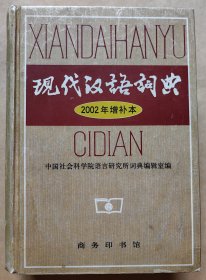 XIANDAIHANYU
现代汉语词典
2002年增补本
CIDIAN
中国社会科学院语言研究所词典编辑室编
商务印书馆